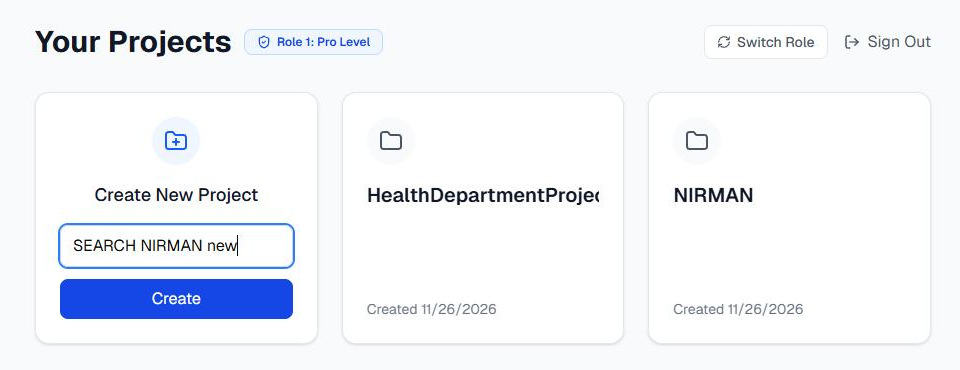 Your Projects
Role 1: Pro Level
Switch Role
Sign Out
Create New Project
SEARCH NIRMAN new
Create
HealthDepartmentProjec
Created 11/26/2026
NIRMAN
Created 11/26/2026